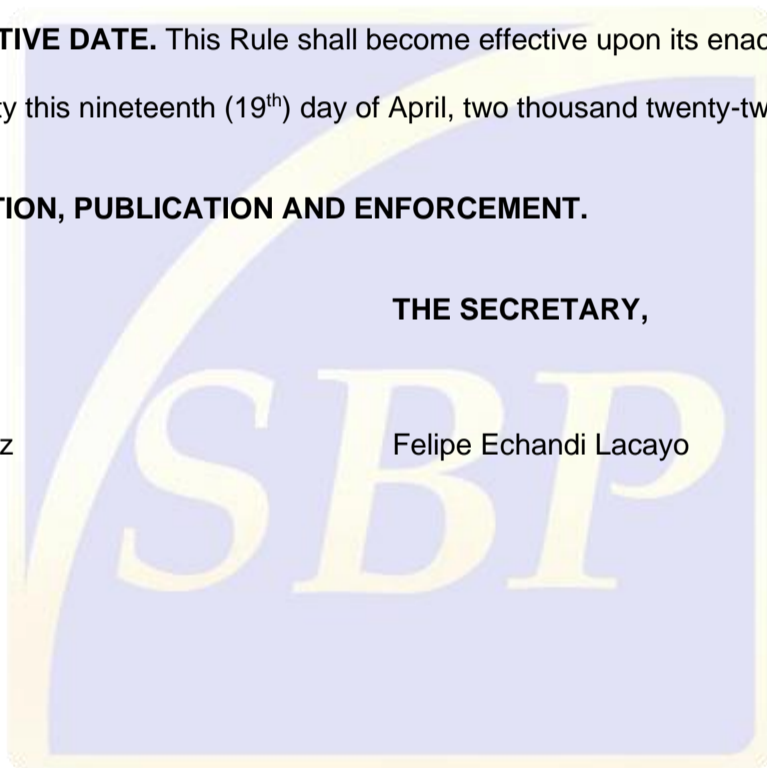 TIVE DATE. This Rule shall become effective upon its enac
ty this nineteenth (19th) day of April, two thousand twenty-tw
TION, PUBLICATION AND ENFORCEMENT.
THE SECRETARY,
z Felipe Echandi Lacayo
SBP